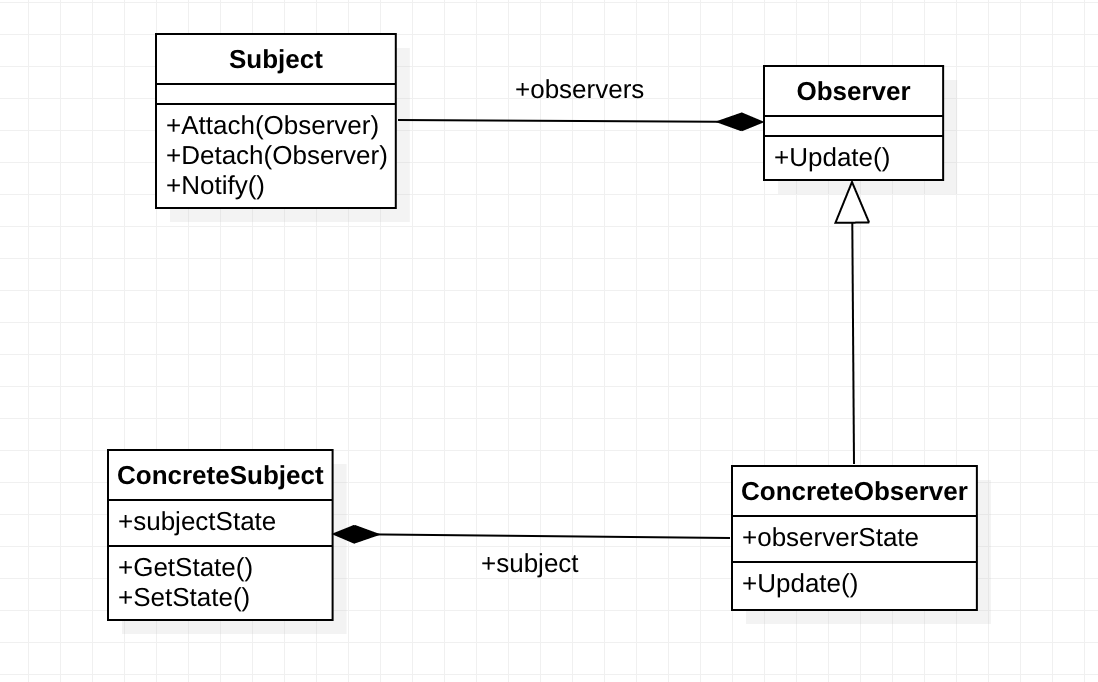 Subject
+Attach(Observer)
+Detach(Observer)
+Notify()
+observers
Observer
+Update()
ConcreteSubject
+subjectState
+GetState()
+SetState()
+subject
ConcreteObserver
+observerState
+Update()